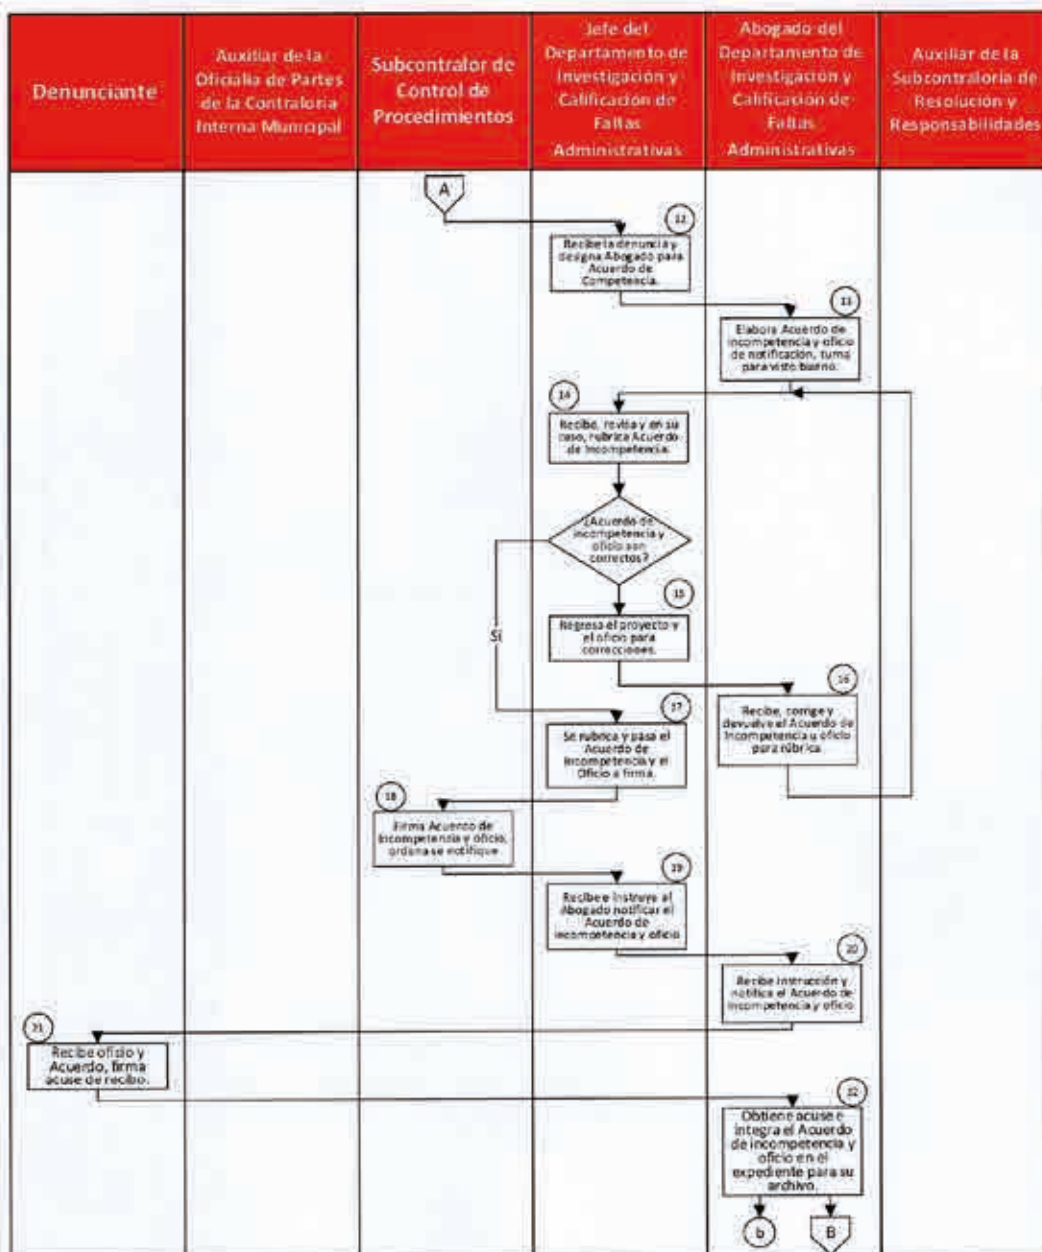 Denunciante
Auxiliar de la
Oficialía de Partes
de la Contraloría
Interna Municipal
Subcontralor de
Control de
Procedimientos
Jefe del
Departamento de
Investigación y
Calificación de
Faltas
Administrativas
Abogado del
Departamento de
Investigación y
Calificación de
Faltas
Administrativas
Auxiliar de la
Subcontraloría de
Resolución y
Responsabilidades
A
12
Recibe la denuncia y
designa Abogado para
Acuerdo de
Competencia.
13
Elabora Acuerdo de
incompetencia y oficio
de notificación, turna
para visto bueno.
14
Recibe, revisa y en su
caso, rubrica Acuerdo
de Incompetencia.
¿Acuerdo de
incompetencia y
oficio son
correctos?
15
Regresa el proyecto y
el oficio para
correcciones.
Si
16
Recibe, corrige y
devuelve el Acuerdo de
Incompetencia u oficio
para rúbrica
17
Se rubrica y pasa el
Acuerdo de
Incompetencia y el
Oficio a firma.
18
Firma Acuerdo de
Incompetencia y oficio,
ordena se notifique
19
Recibe e instruye al
Abogado notificar el
Acuerdo de
incompetencia y oficio
20
Recibe instrucción y
notifica el Acuerdo de
Incompetencia y oficio
21
Recibe oficio y
Acuerdo, firma
acuse de recibo.
22
Obtiene acuse e
integra el Acuerdo
de incompetencia y
oficio en el
expediente para su
archivo.
b
B